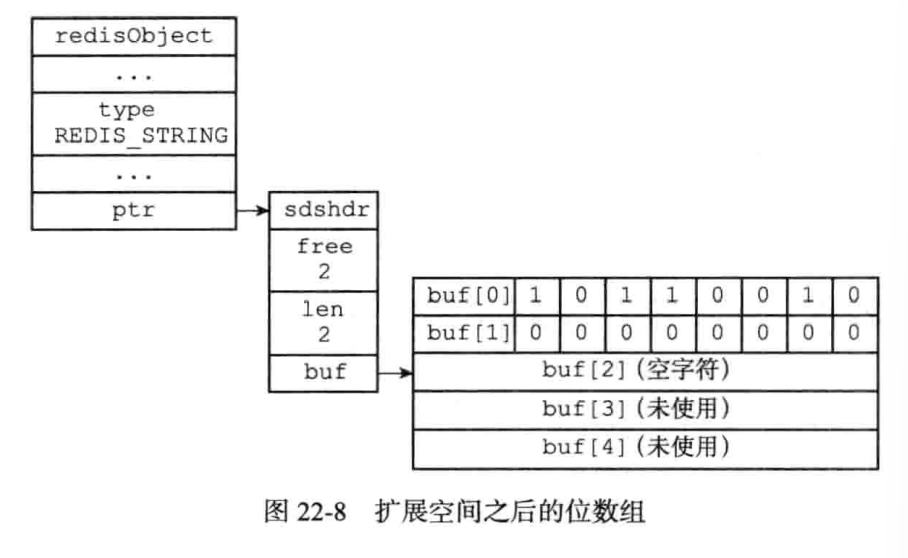 redisObject
...
type
REDIS_STRING
...
ptr
sdshdr
free
2
len
2
buf
buf[0] 1 0 1 1 0 0 1 0
buf[1] 0 0 0 0 0 0 0 0
buf[2](空字符)
buf[3](未使用)
buf[4](未使用)
图 22-8 扩展空间之后的位数组